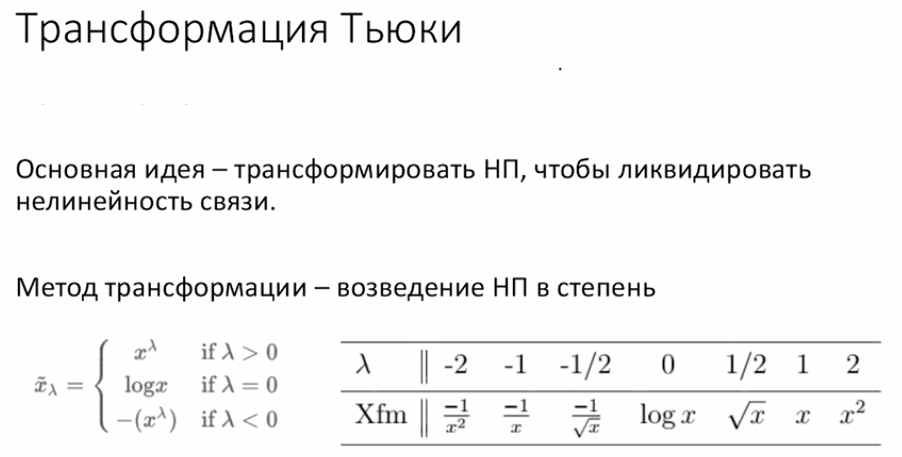 Трансформация Тьюки
Основная идея – трансформировать НП, чтобы ликвидировать
нелинейность связи.
Метод трансформации – возведение НП в степень
x̃_λ = { x^λ if λ > 0
logx if λ = 0
−(x^λ) if λ < 0
λ || -2 -1 -1/2 0 1/2 1 2
Xfm || −1/x² −1/x −1/√x log x √x x x²